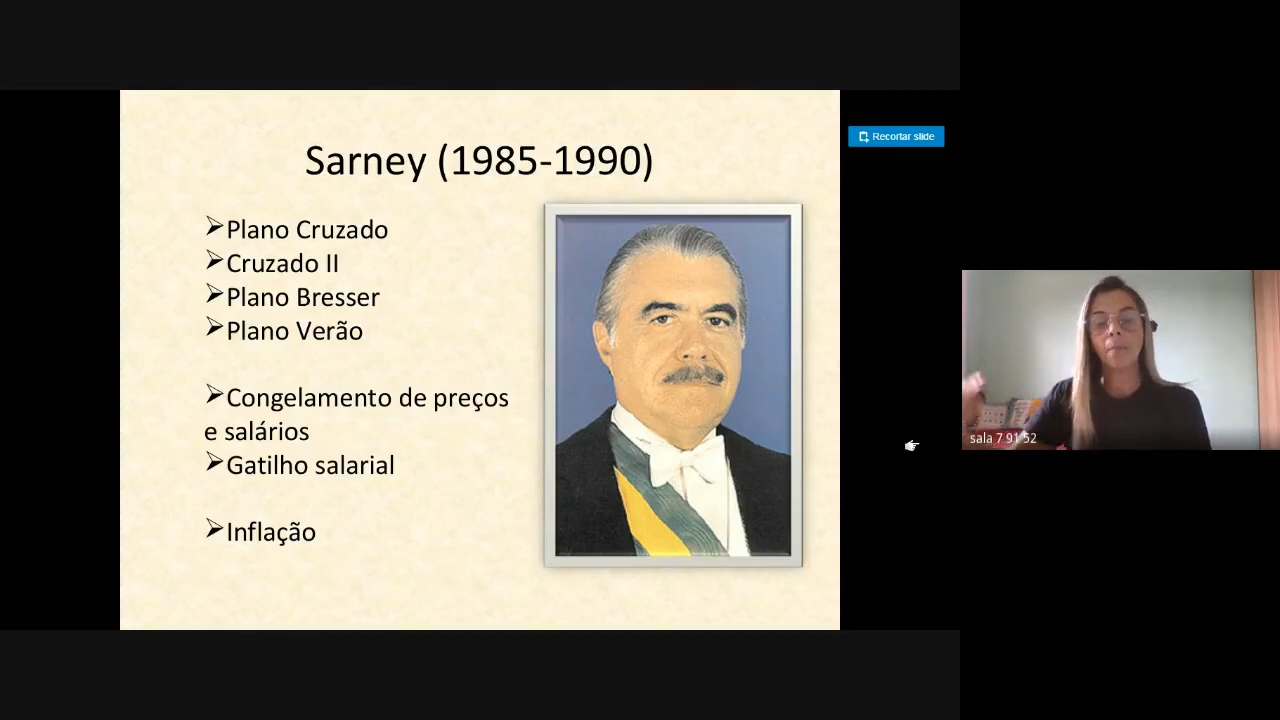 Sarney (1985-1990)
➢Plano Cruzado
➢Cruzado II
➢Plano Bresser
➢Plano Verão
➢Congelamento de preços
e salários
➢Gatilho salarial
➢Inflação
Recortar slide
sala 7 91 52